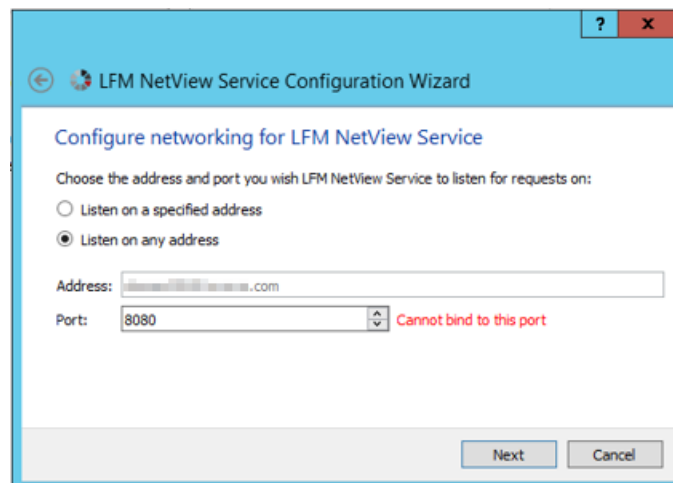 ? x
LFM NetView Service Configuration Wizard
Configure networking for LFM NetView Service
Choose the address and port you wish LFM NetView Service to listen for requests on:
Listen on a specified address
Listen on any address
Address: .com
Port: 8080 Cannot bind to this port
Next Cancel